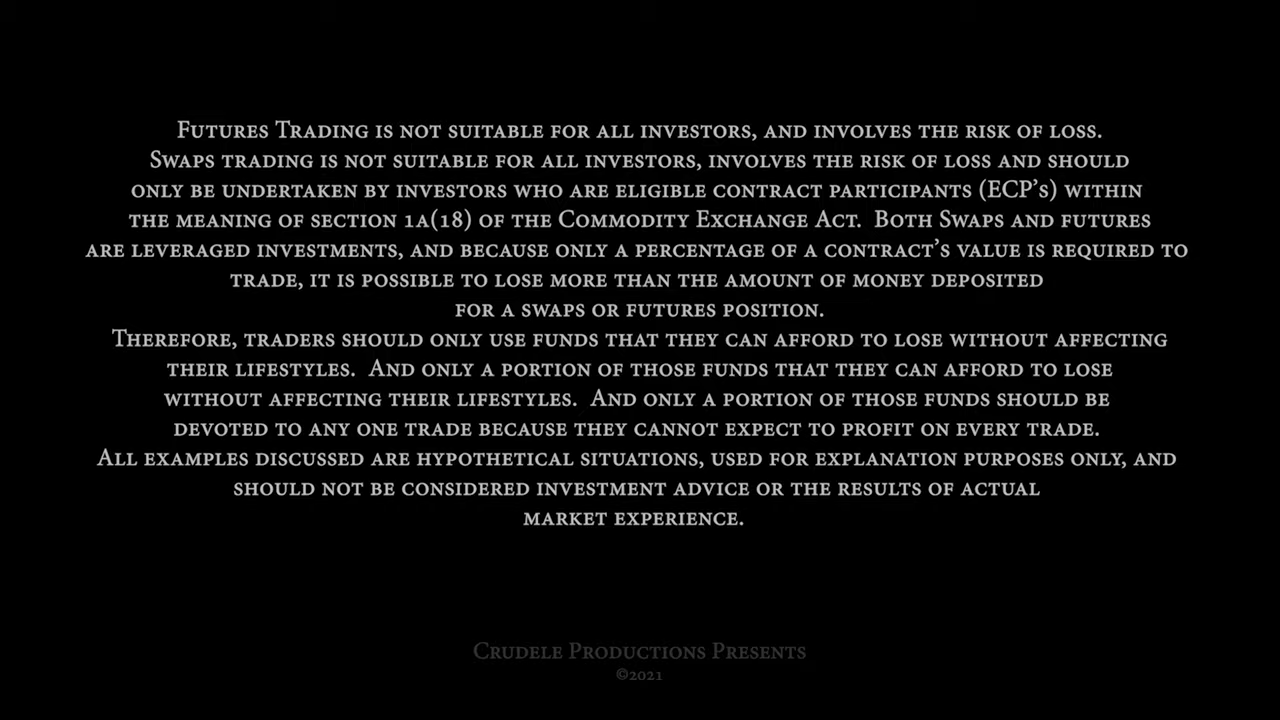 Futures Trading is not suitable for all investors, and involves the risk of loss.
Swaps trading is not suitable for all investors, involves the risk of loss and should
only be undertaken by investors who are eligible contract participants (ECP's) within
the meaning of section 1a(18) of the Commodity Exchange Act. Both Swaps and futures
are leveraged investments, and because only a percentage of a contract's value is required to
trade, it is possible to lose more than the amount of money deposited
for a swaps or futures position.
Therefore, traders should only use funds that they can afford to lose without affecting
their lifestyles. And only a portion of those funds that they can afford to lose
without affecting their lifestyles. And only a portion of those funds should be
devoted to any one trade because they cannot expect to profit on every trade.
All examples discussed are hypothetical situations, used for explanation purposes only, and
should not be considered investment advice or the results of actual
market experience.
Crudele Productions Presents
©2021